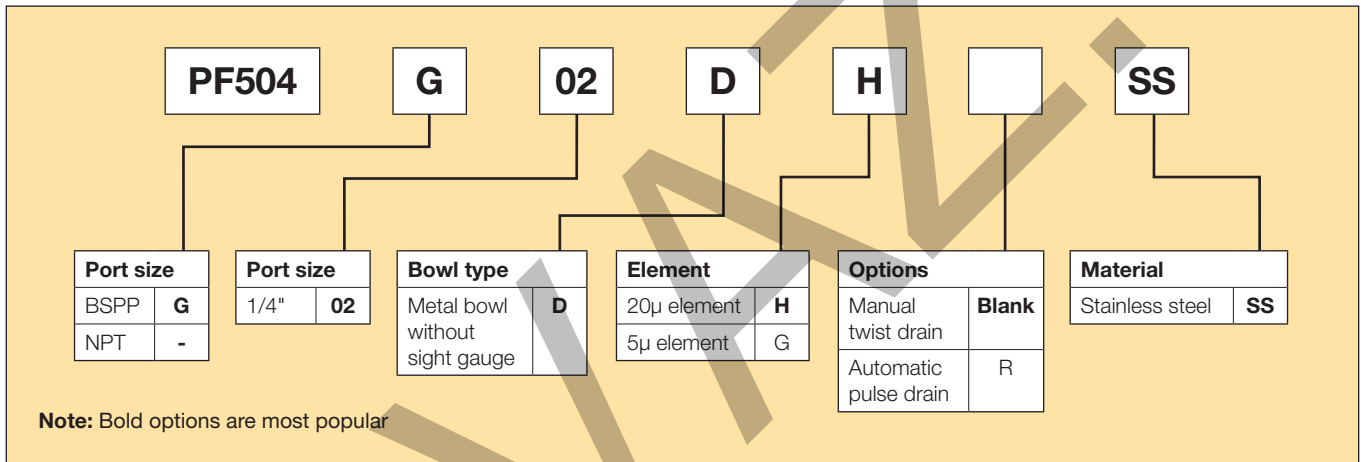 PF504 G 02 D H SS
Port size
BSPP G
NPT -
Port size
1/4" 02
Bowl type
Metal bowl D
without
sight gauge
Element
20µ element H
5µ element G
Options
Manual Blank
twist drain
Automatic R
pulse drain
Material
Stainless steel SS
Note: Bold options are most popular